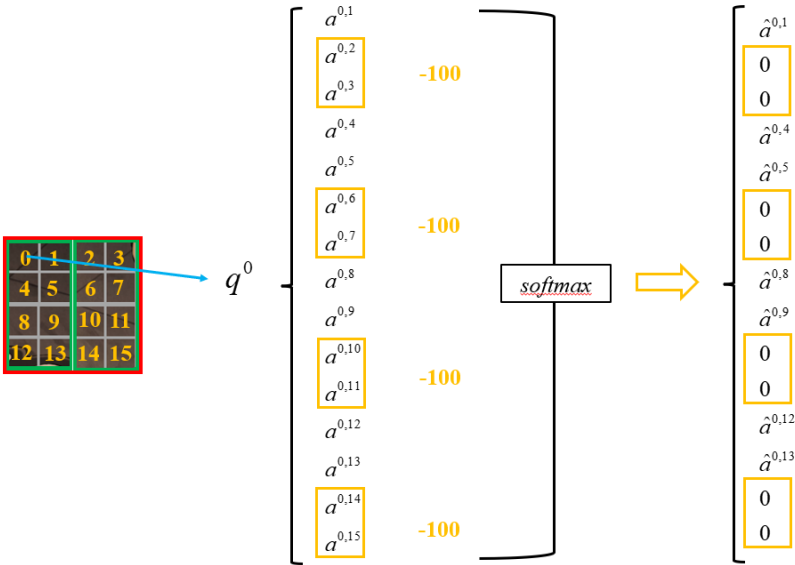 0 1 2 3
4 5 6 7
8 9 10 11
12 13 14 15
q^0
a^{0,1}
a^{0,2}
a^{0,3}
-100
a^{0,4}
a^{0,5}
a^{0,6}
a^{0,7}
-100
a^{0,8}
a^{0,9}
a^{0,10}
a^{0,11}
-100
a^{0,12}
a^{0,13}
a^{0,14}
a^{0,15}
-100
softmax
â^{0,1}
0
0
â^{0,4}
â^{0,5}
0
0
â^{0,8}
â^{0,9}
0
0
â^{0,12}
â^{0,13}
0
0